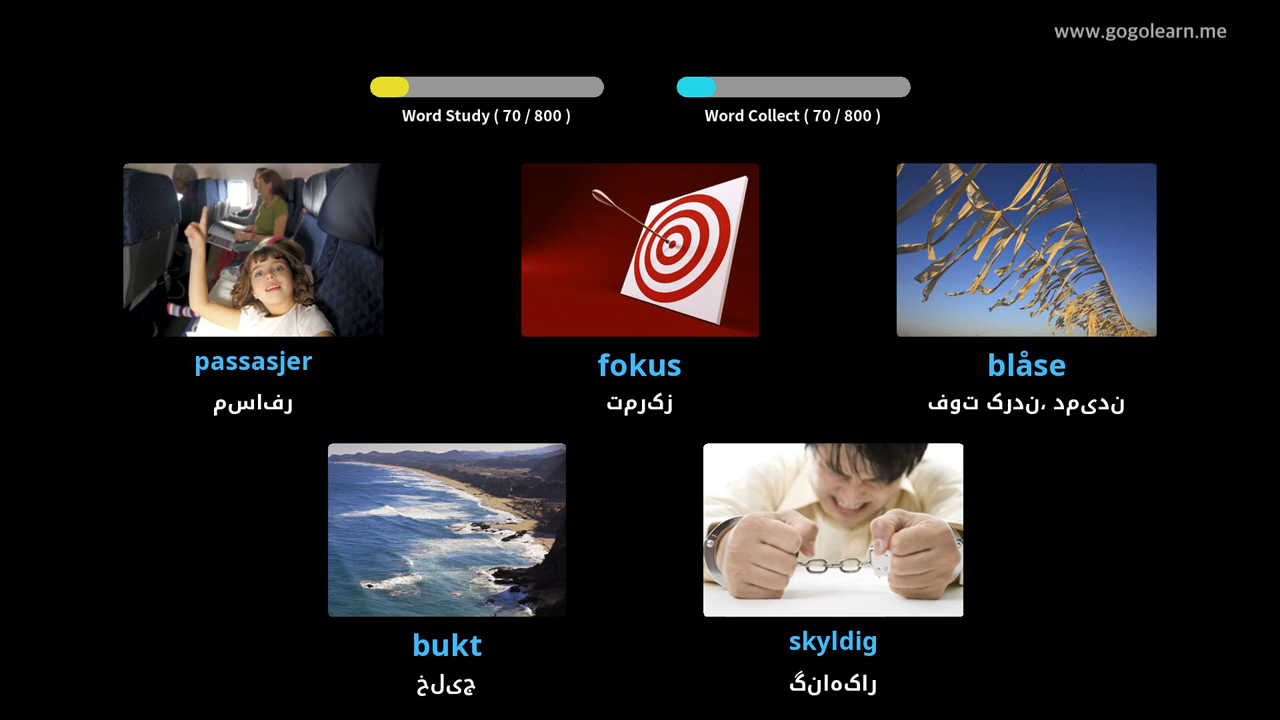 www.gogolearn.me
Word Study ( 70 / 800 )
Word Collect ( 70 / 800 )
passasjer
مسافر
fokus
تمرکز
blåse
فوت کردن، دمیدن
bukt
خلیج
skyldig
گناهکار